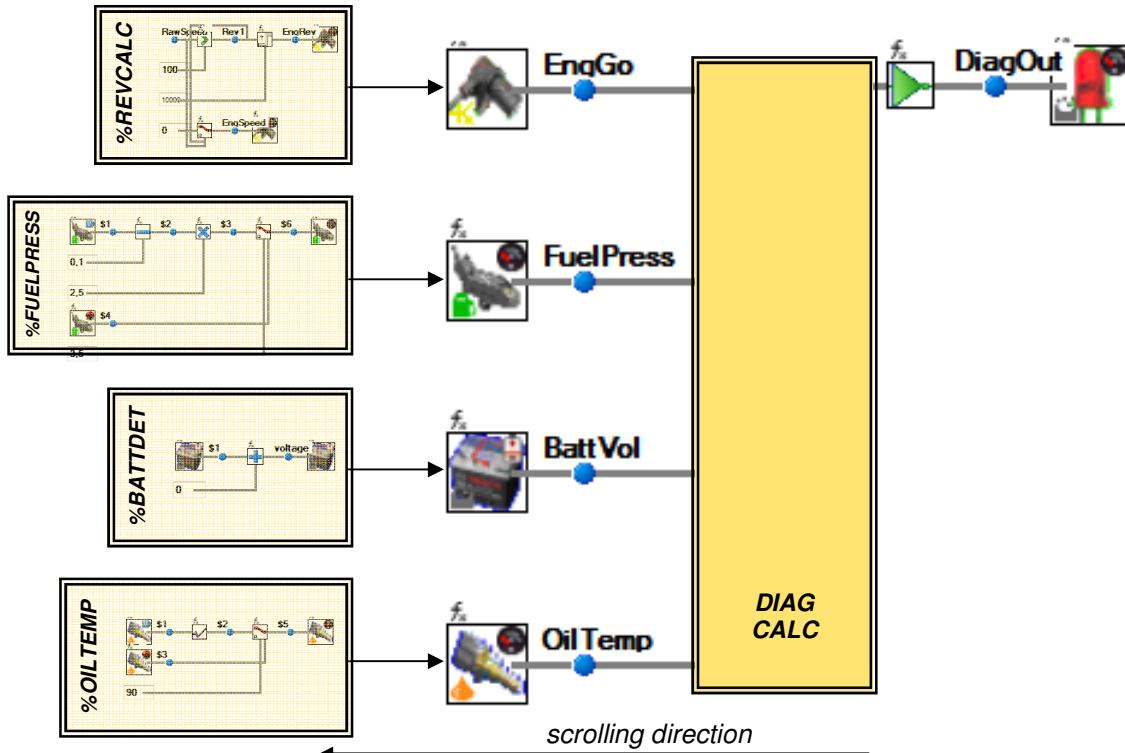 %REVCALC
RawSpeed
Rev1
EngRev
100
10000
0
EngSpeed
EngGo
DiagOut
%FUELPRESS
$1
$2
$3
$6
0,1
2,5
$4
FuelPress
%BATTDET
$1
voltage
0
BattVol
%OILTEMP
$1
$2
$5
$3
90
OilTemp
DIAG
CALC
scrolling direction